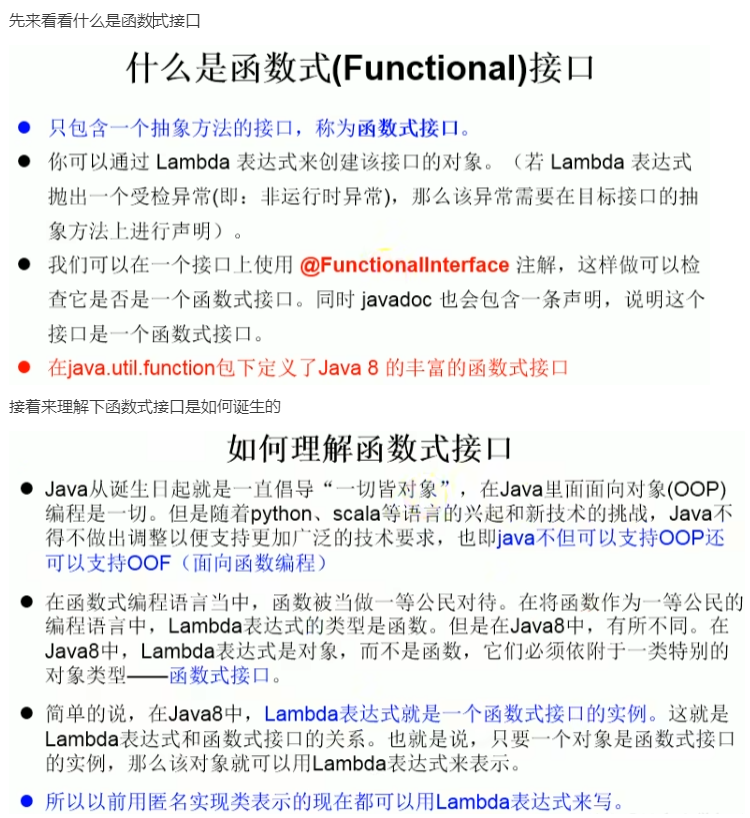 先来看看什么是函数式接口
什么是函数式(Functional)接口
● 只包含一个抽象方法的接口，称为函数式接口。
● 你可以通过 Lambda 表达式来创建该接口的对象。（若 Lambda 表达式
抛出一个受检异常(即：非运行时异常)，那么该异常需要在目标接口的抽
象方法上进行声明）。
● 我们可以在一个接口上使用 @FunctionalInterface 注解，这样做可以检
查它是否是一个函数式接口。同时 javadoc 也会包含一条声明，说明这个
接口是一个函数式接口。
● 在java.util.function包下定义了Java 8 的丰富的函数式接口
接着来理解下函数式接口是如何诞生的
如何理解函数式接口
● Java从诞生日起就是一直倡导“一切皆对象”，在Java里面面向对象(OOP)
编程是一切。但是随着python、scala等语言的兴起和新技术的挑战，Java不
得不做出调整以便支持更加广泛的技术要求，也即java不但可以支持OOP还
可以支持OOF（面向函数编程）
● 在函数式编程语言当中，函数被当做一等公民对待。在将函数作为一等公民的
编程语言中，Lambda表达式的类型是函数。但是在Java8中，有所不同。在
Java8中，Lambda表达式是对象，而不是函数，它们必须依附于一类特别的
对象类型——函数式接口。
● 简单的说，在Java8中，Lambda表达式就是一个函数式接口的实例。这就是
Lambda表达式和函数式接口的关系。也就是说，只要一个对象是函数式接口
的实例，那么该对象就可以用Lambda表达式来表示。
● 所以以前用匿名实现类表示的现在都可以用Lambda表达式来写。